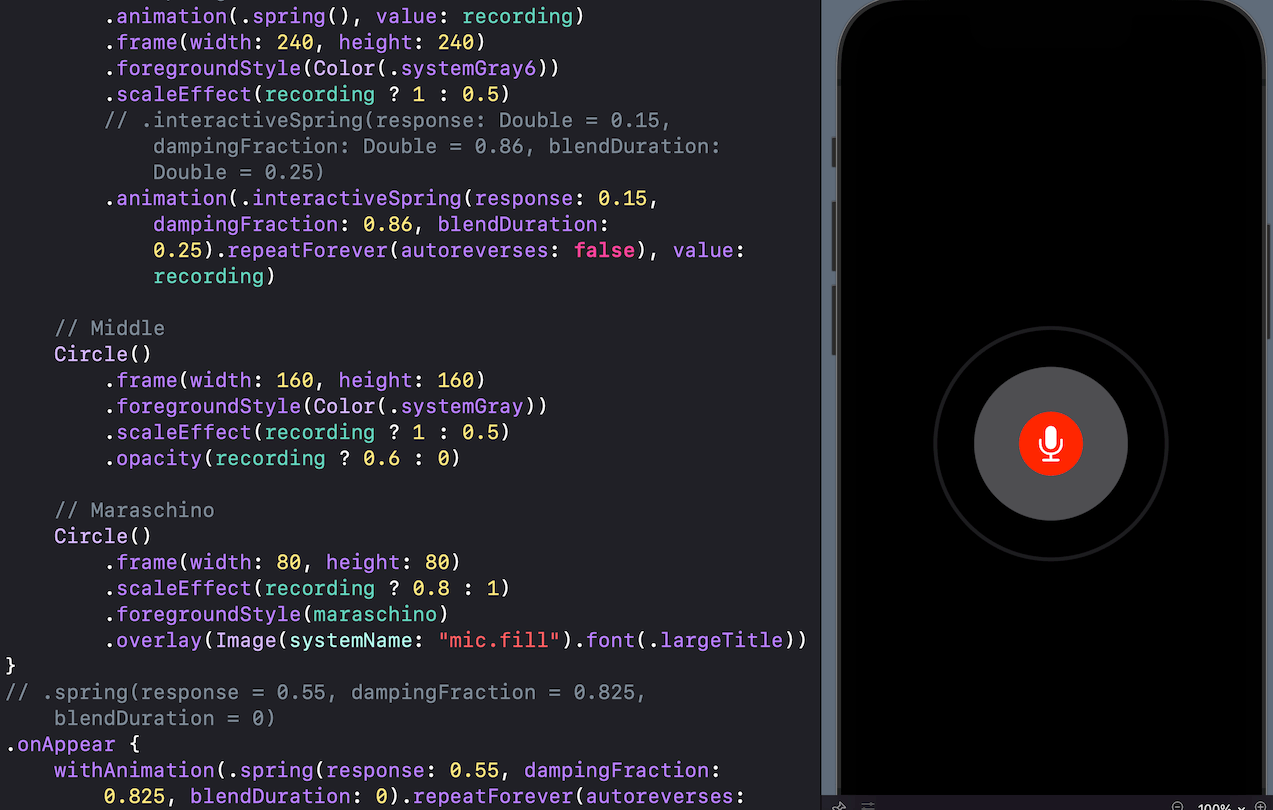 .animation(.spring(), value: recording)
.frame(width: 240, height: 240)
.foregroundStyle(Color(.systemGray6))
.scaleEffect(recording ? 1 : 0.5)
// .interactiveSpring(response: Double = 0.15,
dampingFraction: Double = 0.86, blendDuration:
Double = 0.25)
.animation(.interactiveSpring(response: 0.15,
dampingFraction: 0.86, blendDuration:
0.25).repeatForever(autoreverses: false), value:
recording)
// Middle
Circle()
.frame(width: 160, height: 160)
.foregroundStyle(Color(.systemGray))
.scaleEffect(recording ? 1 : 0.5)
.opacity(recording ? 0.6 : 0)
// Maraschino
Circle()
.frame(width: 80, height: 80)
.scaleEffect(recording ? 0.8 : 1)
.foregroundStyle(maraschino)
.overlay(Image(systemName: "mic.fill").font(.largeTitle))
}
// .spring(response = 0.55, dampingFraction = 0.825,
blendDuration = 0)
.onAppear {
withAnimation(.spring(response: 0.55, dampingFraction:
0.825, blendDuration: 0).repeatForever(autoreverses:
100%